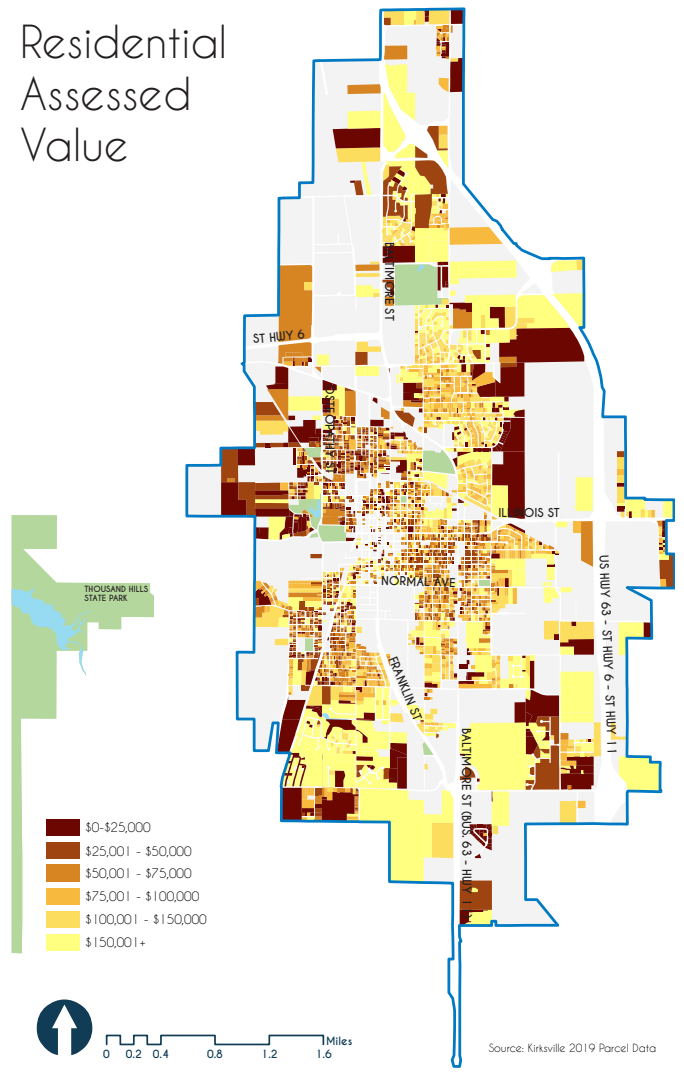 Residential
Assessed
Value
BALTIMORE ST
ST HWY 6
OSTEOPATHY ST
ILLINOIS ST
NORMAL AVE
THOUSAND HILLS
STATE PARK
US HWY 63 - ST HWY 6 - ST HWY 11
FRANKLIN ST
BALTIMORE ST (BUS. 63 - HWY 11)
$0-$25,000
$25,001 - $50,000
$50,001 - $75,000
$75,001 - $100,000
$100,001 - $150,000
$150,001+
Miles
0 0.2 0.4 0.8 1.2 1.6
Source: Kirksville 2019 Parcel Data